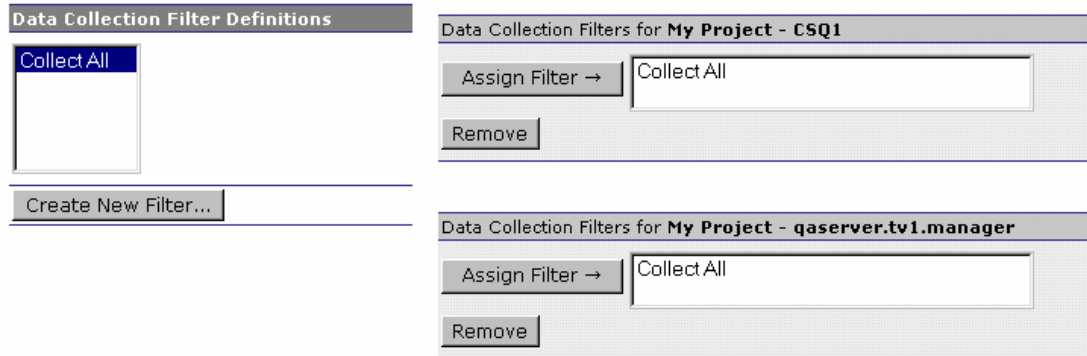 Data Collection Filter Definitions
Collect All
Create New Filter...
Data Collection Filters for My Project - CSQ1
Assign Filter →
Collect All
Remove
Data Collection Filters for My Project - qaserver.tv1.manager
Assign Filter →
Collect All
Remove